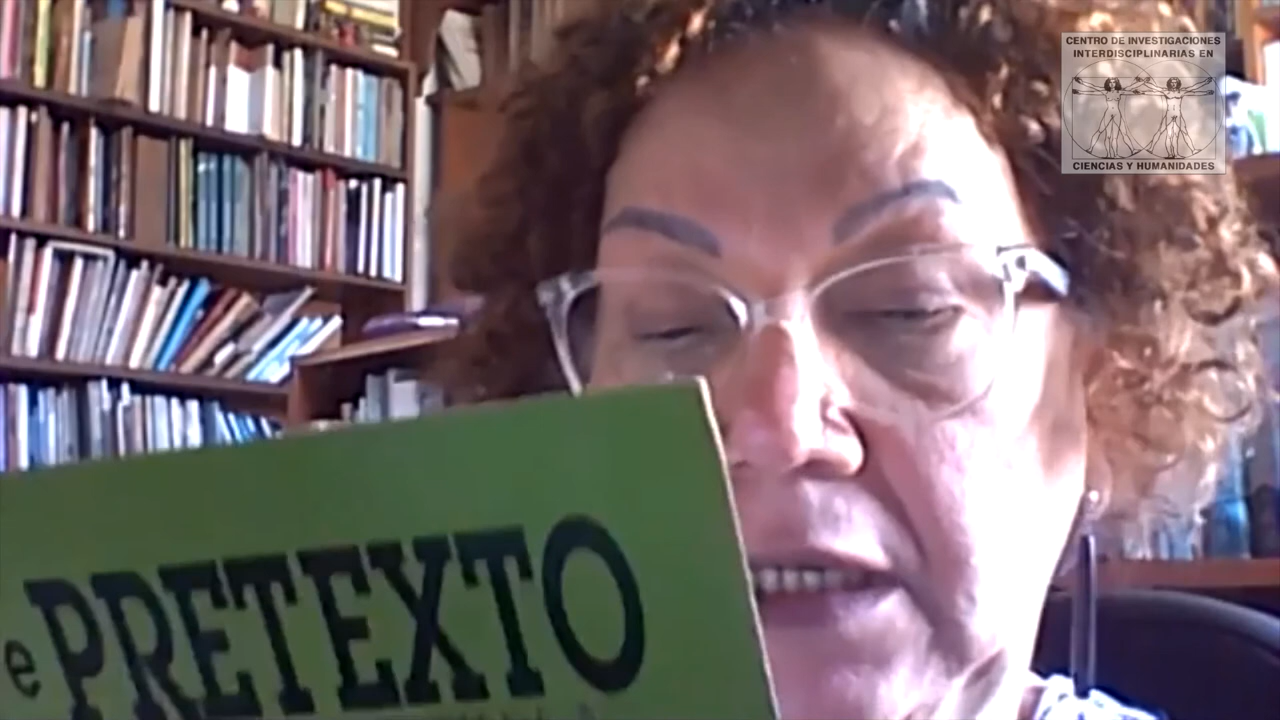 CENTRO DE INVESTIGACIONES
INTERDISCIPLINARIAS EN
CIENCIAS Y HUMANIDADES
e PRETEXTO